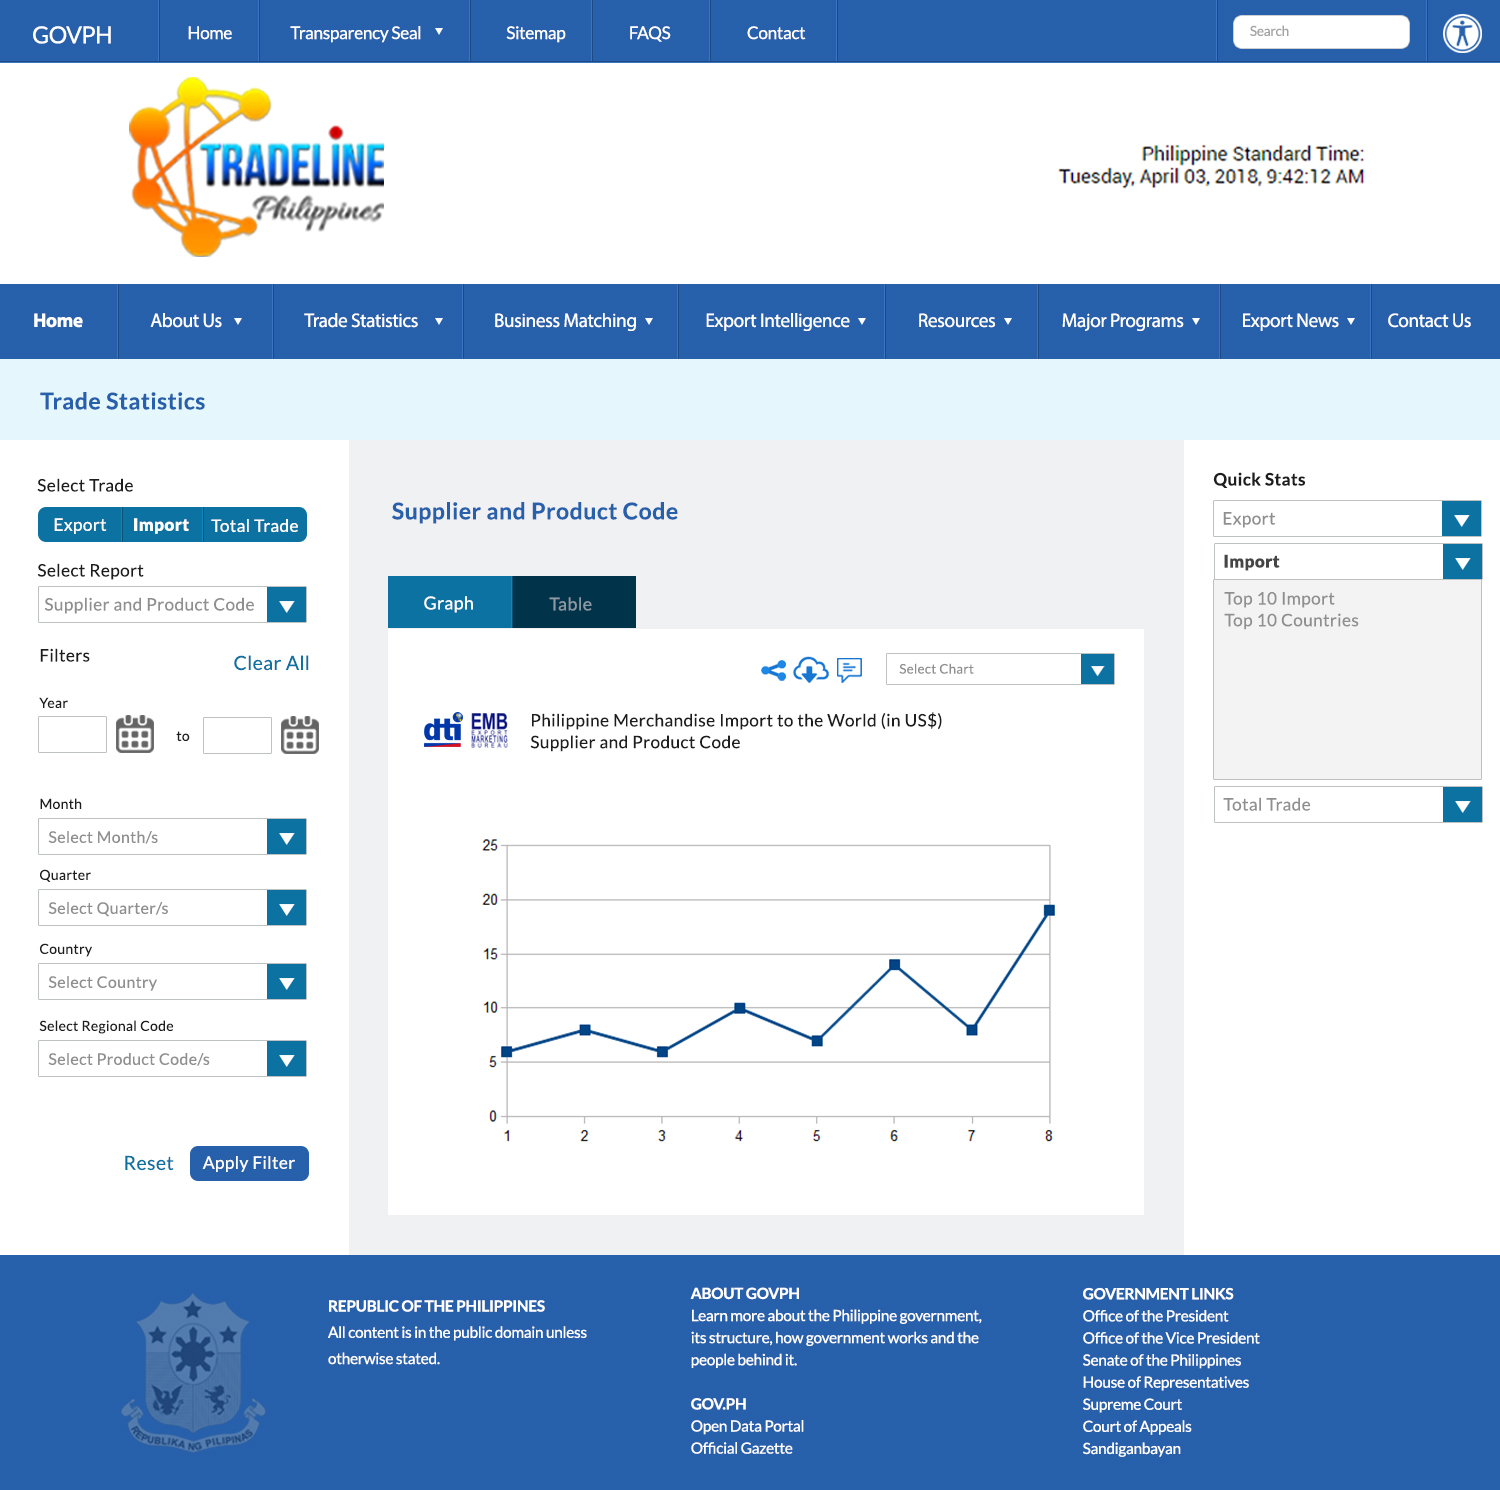 GOVPH
Home
Transparency Seal
Sitemap
FAQS
Contact
Search
TRADELINE
Philippines
Philippine Standard Time:
Tuesday, April 03, 2018, 9:42:12 AM
Home
About Us
Trade Statistics
Business Matching
Export Intelligence
Resources
Major Programs
Export News
Contact Us
Trade Statistics
Select Trade
Export
Import
Total Trade
Select Report
Supplier and Product Code
Filters
Clear All
Year
to
Month
Select Month/s
Quarter
Select Quarter/s
Country
Select Country
Select Regional Code
Select Product Code/s
Reset
Apply Filter
Supplier and Product Code
Graph
Table
Select Chart
dti
EMB
EXPORT
MARKETING
BUREAU
Philippine Merchandise Import to the World (in US$)
Supplier and Product Code
25
20
15
10
5
0
1 2 3 4 5 6 7 8
Quick Stats
Export
Import
Top 10 Import
Top 10 Countries
Total Trade
REPUBLIKA NG PILIPINAS
REPUBLIC OF THE PHILIPPINES
All content is in the public domain unless
otherwise stated.
ABOUT GOVPH
Learn more about the Philippine government,
its structure, how government works and the
people behind it.
GOV.PH
Open Data Portal
Official Gazette
GOVERNMENT LINKS
Office of the President
Office of the Vice President
Senate of the Philippines
House of Representatives
Supreme Court
Court of Appeals
Sandiganbayan